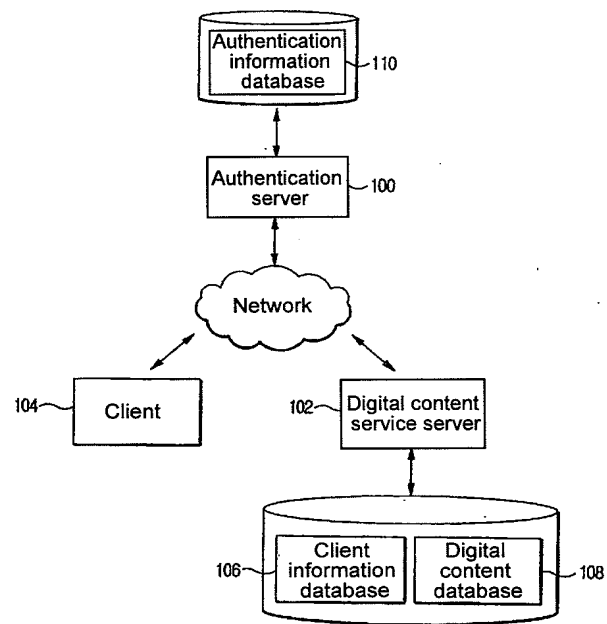 Authentication
information
database
110
Authentication
server
100
Network
104
Client
102
Digital content
service server
106
Client
information
database
Digital
content
database
108